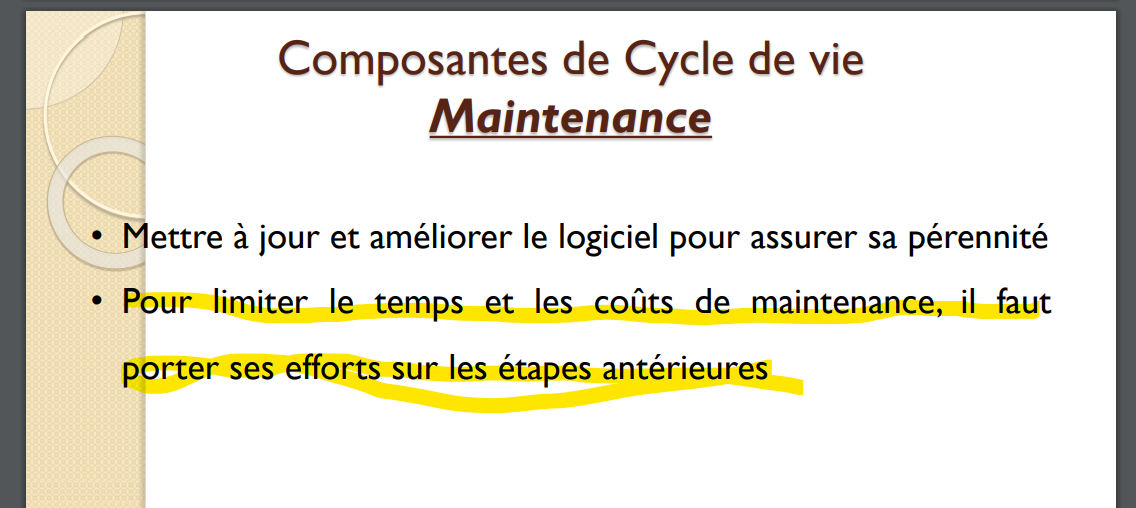 Composantes de Cycle de vie
Maintenance
• Mettre à jour et améliorer le logiciel pour assurer sa pérennité
• Pour limiter le temps et les coûts de maintenance, il faut
porter ses efforts sur les étapes antérieures